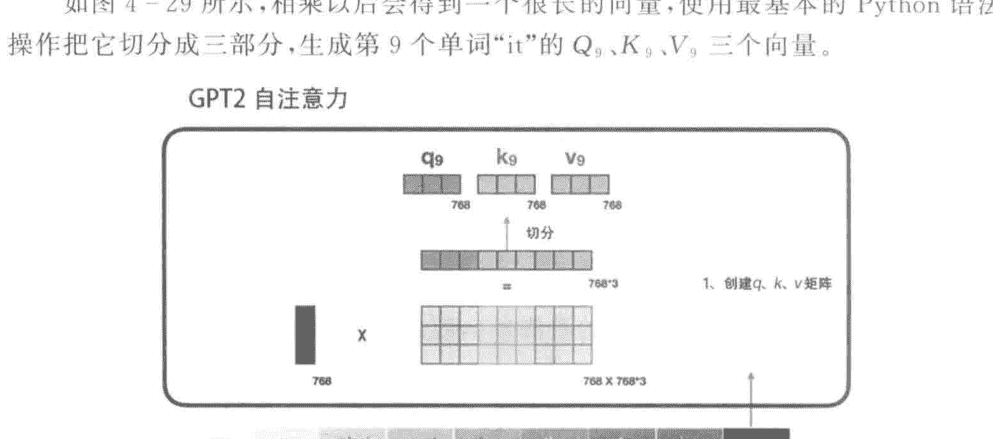 如图 4-29 所示,相乘以后会得到一个很长的向量,使用最基本的 Python 语法
操作把它切分成三部分,生成第 9 个单词“it”的 Q₉、K₉、V₉ 三个向量。
GPT2 自注意力
q₉ k₉ v₉
768 768 768
切分
768*3
=
1、创建q、k、v矩阵
X
768 768 X 768*3